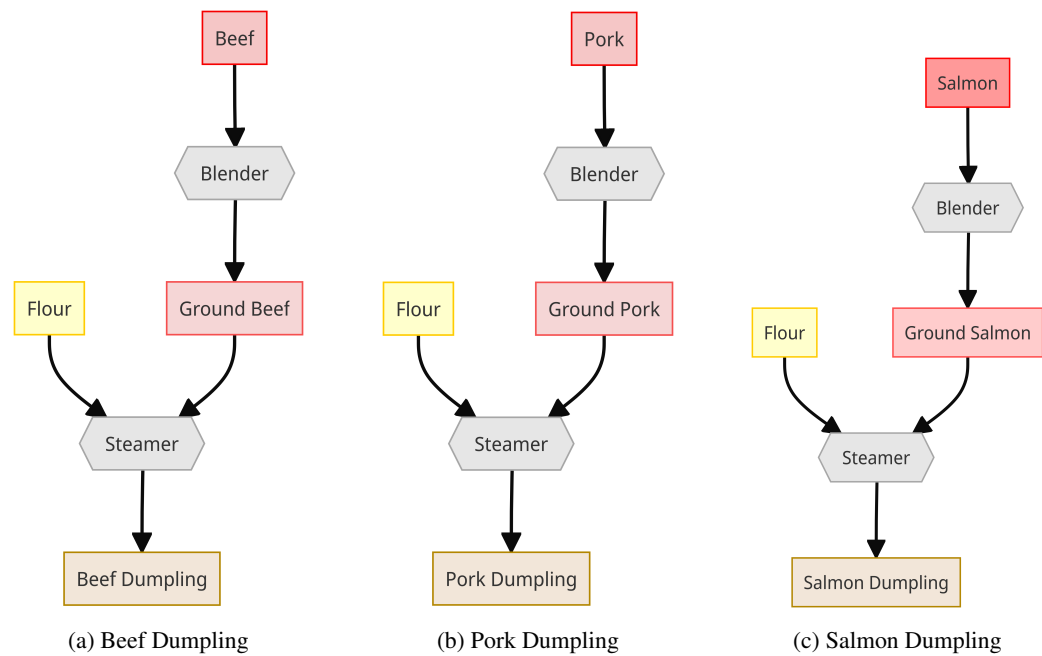 Beef
Blender
Flour
Ground Beef
Steamer
Beef Dumpling
(a) Beef Dumpling
Pork
Blender
Flour
Ground Pork
Steamer
Pork Dumpling
(b) Pork Dumpling
Salmon
Blender
Flour
Ground Salmon
Steamer
Salmon Dumpling
(c) Salmon Dumpling